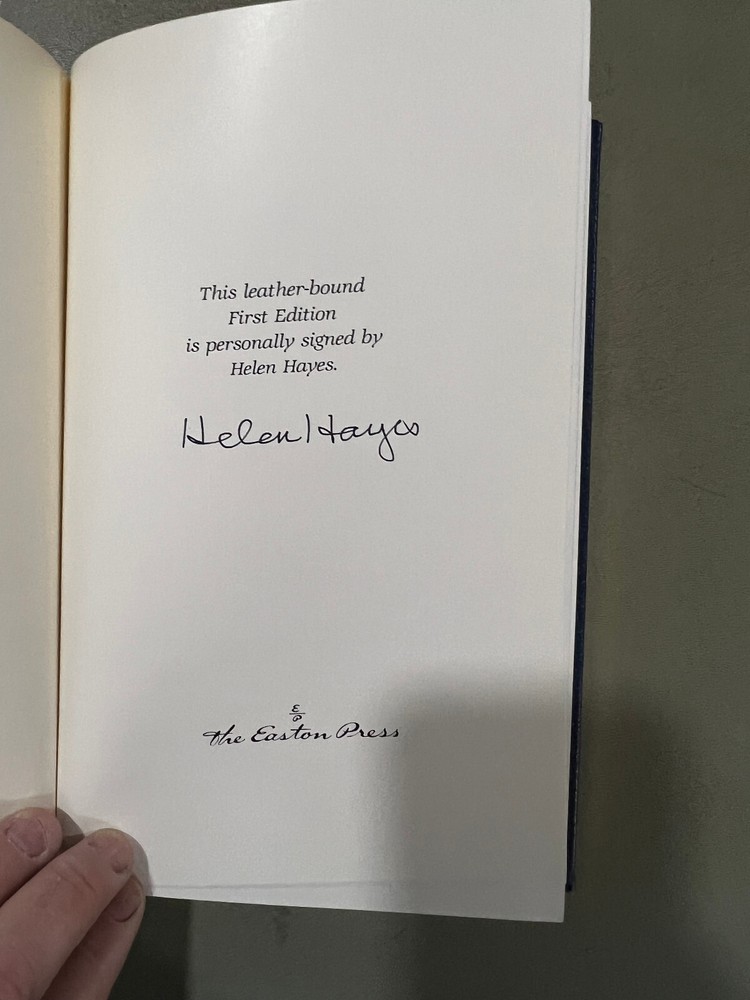 This leather-bound
First Edition
is personally signed by
Helen Hayes.
Helen Hayes
E
P
the Easton Press